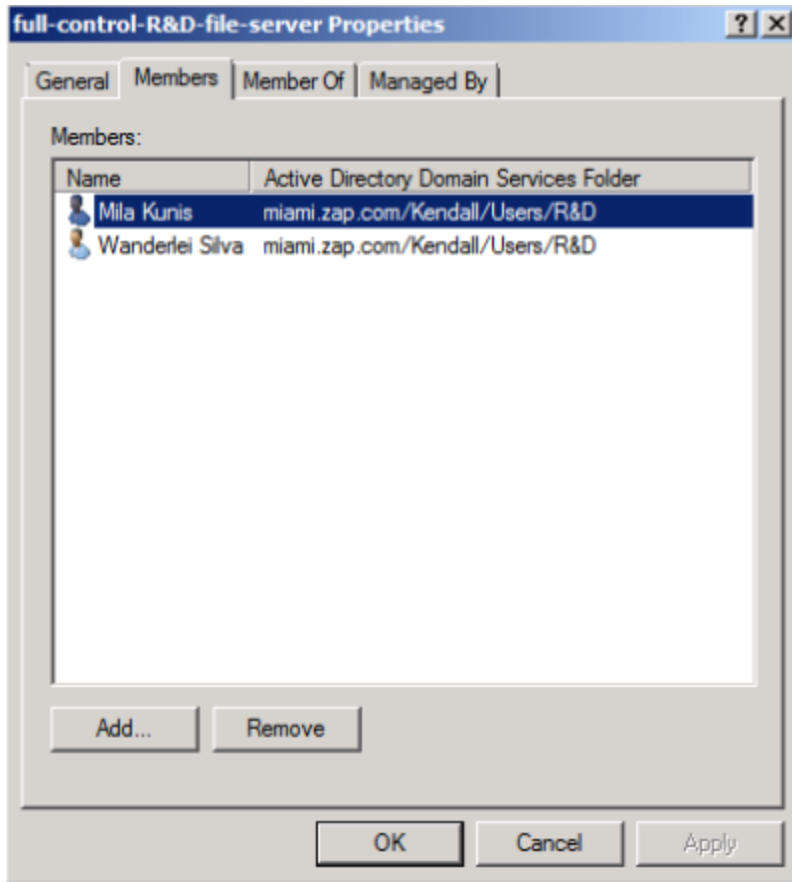 full-control-R&D-file-server Properties
General Members Member Of Managed By
Members:
Name Active Directory Domain Services Folder
Mila Kunis miami.zap.com/Kendall/Users/R&D
Wanderlei Silva miami.zap.com/Kendall/Users/R&D
Add... Remove
OK Cancel Apply